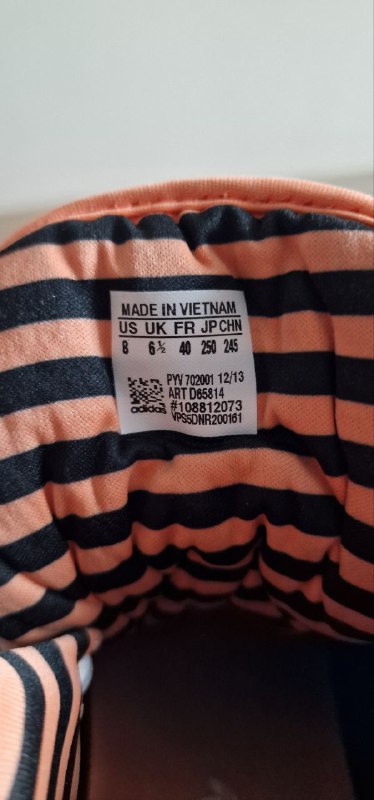 MADE IN VIETNAM
US UK FR JP CHN
8 6½ 40 250 245
PYV 702001 12/13
ART D65814
adidas #108812073
VPS5DNR200161